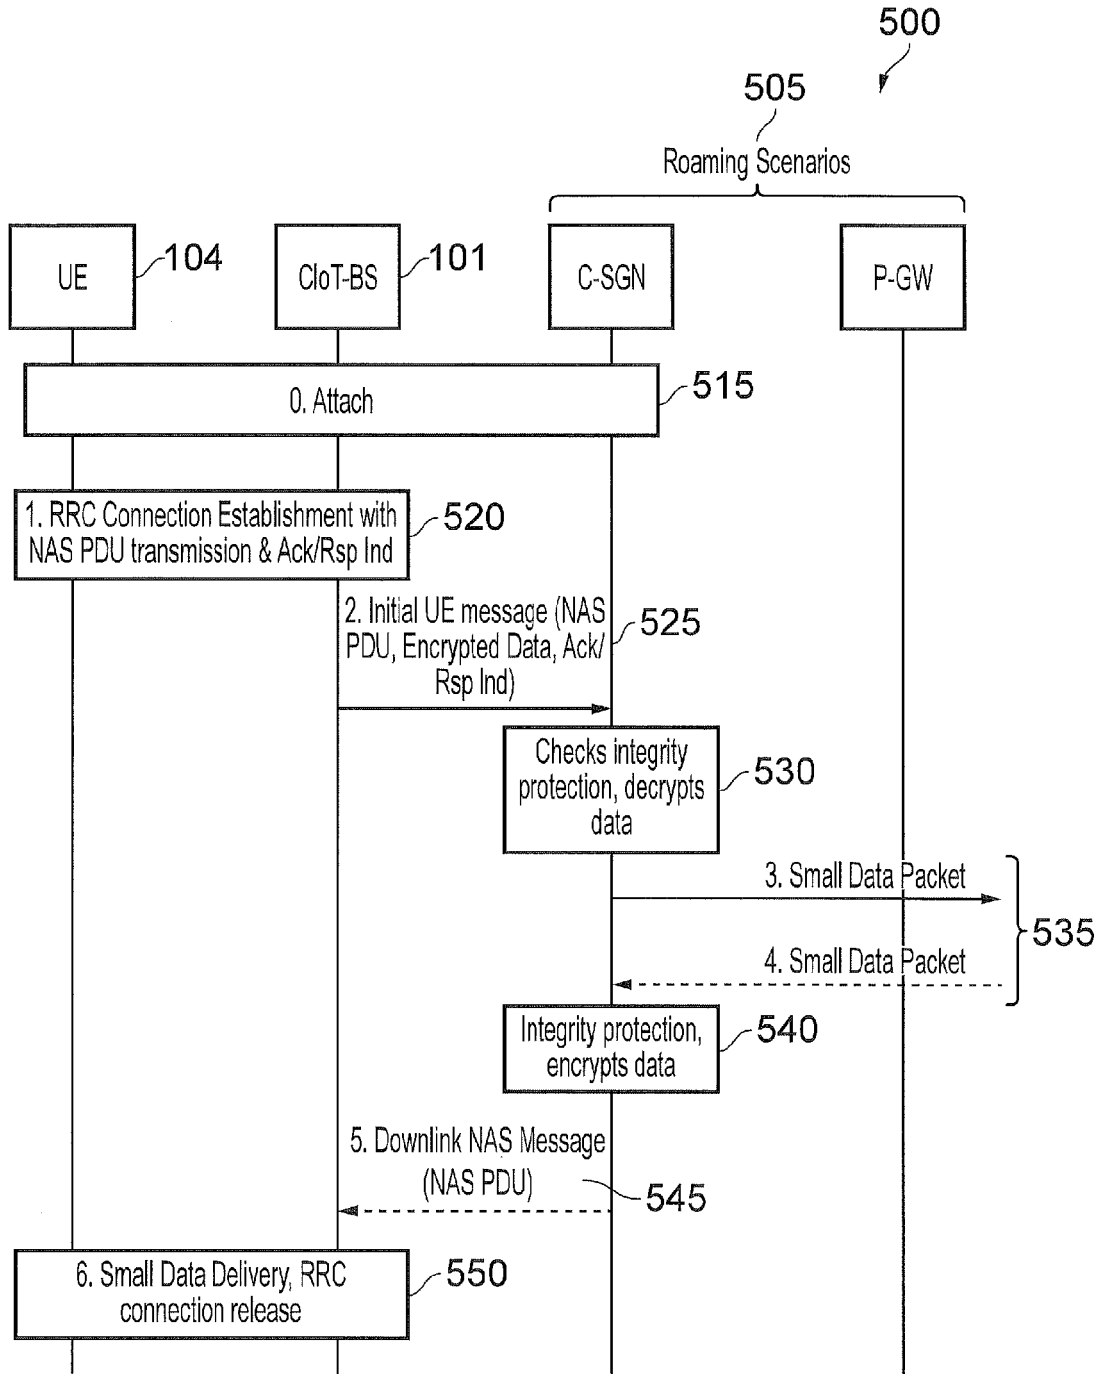 500
505
Roaming Scenarios
UE
104
CIoT-BS
101
C-SGN
P-GW
0. Attach
515
1. RRC Connection Establishment with
NAS PDU transmission & Ack/Rsp Ind
520
2. Initial UE message (NAS
PDU, Encrypted Data, Ack/
Rsp Ind)
525
Checks integrity
protection, decrypts
data
530
3. Small Data Packet
535
4. Small Data Packet
Integrity protection,
encrypts data
540
5. Downlink NAS Message
(NAS PDU)
545
6. Small Data Delivery, RRC
connection release
550